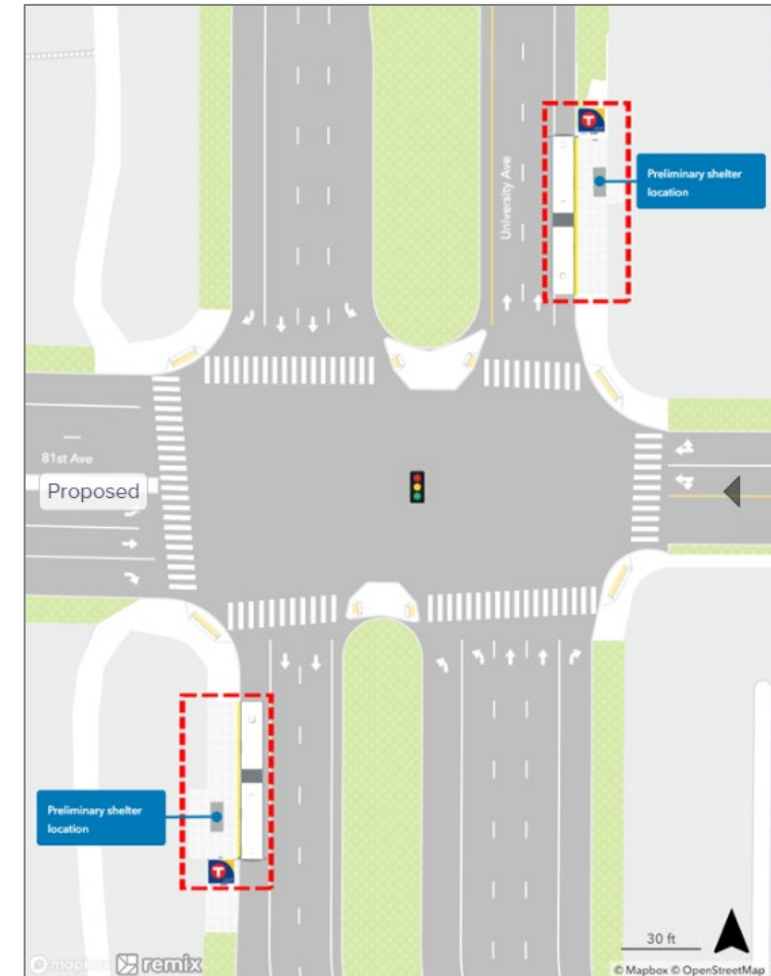 University Ave
Preliminary shelter
location
81st Ave
Proposed
Preliminary shelter
location
T
T
30 ft
mapbox remix
© Mapbox © OpenStreetMap